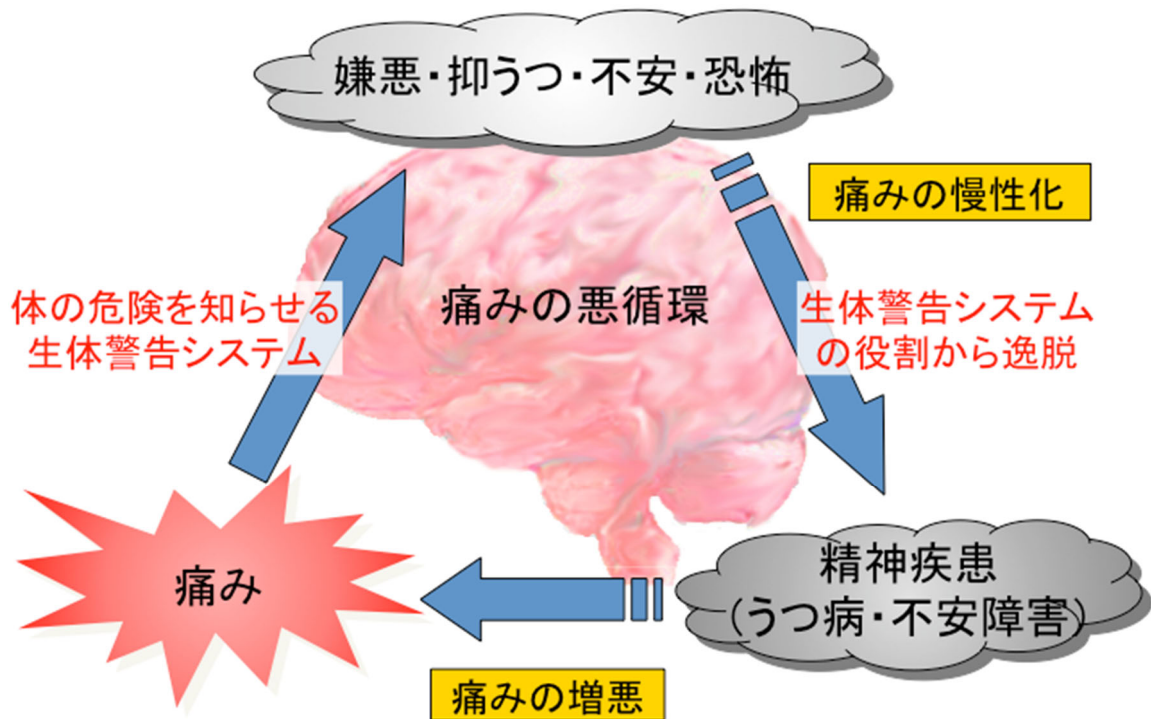 嫌悪・抑うつ・不安・恐怖
痛みの慢性化
体の危険を知らせる
生体警告システム
痛みの悪循環
生体警告システム
の役割から逸脱
痛み
精神疾患
(うつ病・不安障害)
痛みの増悪